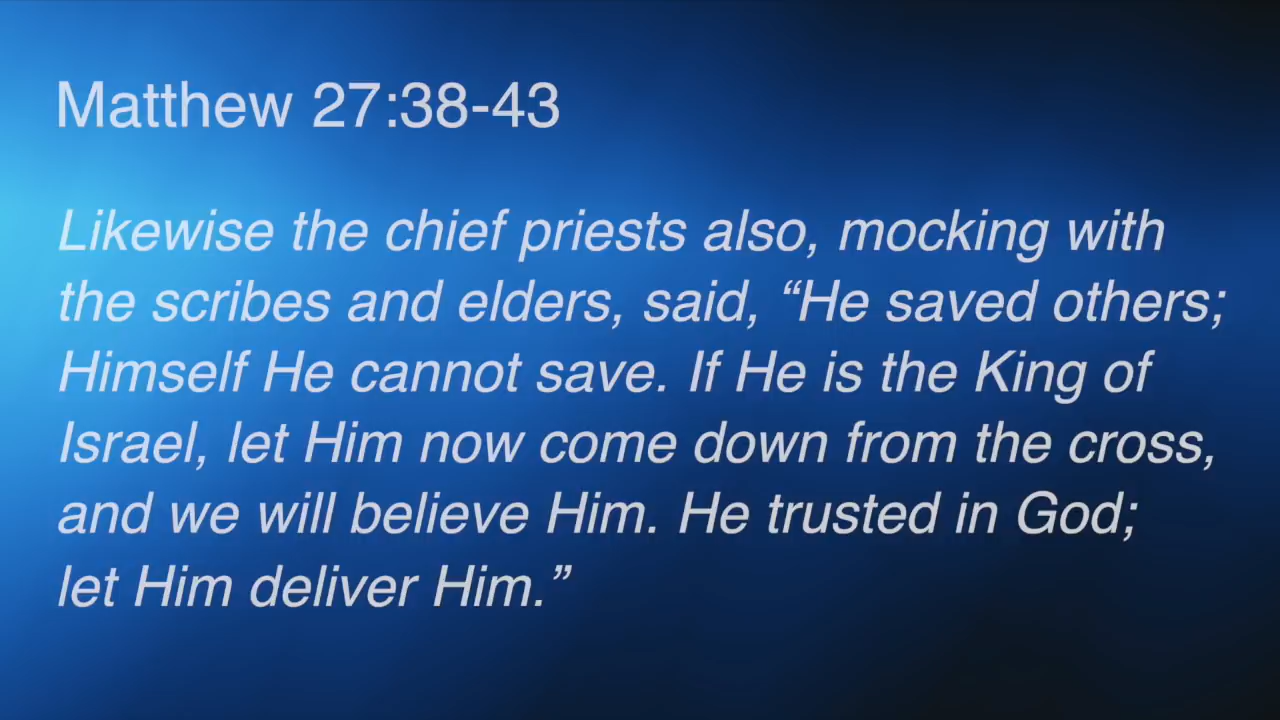 Matthew 27:38-43
Likewise the chief priests also, mocking with
the scribes and elders, said, “He saved others;
Himself He cannot save. If He is the King of
Israel, let Him now come down from the cross,
and we will believe Him. He trusted in God;
let Him deliver Him.”